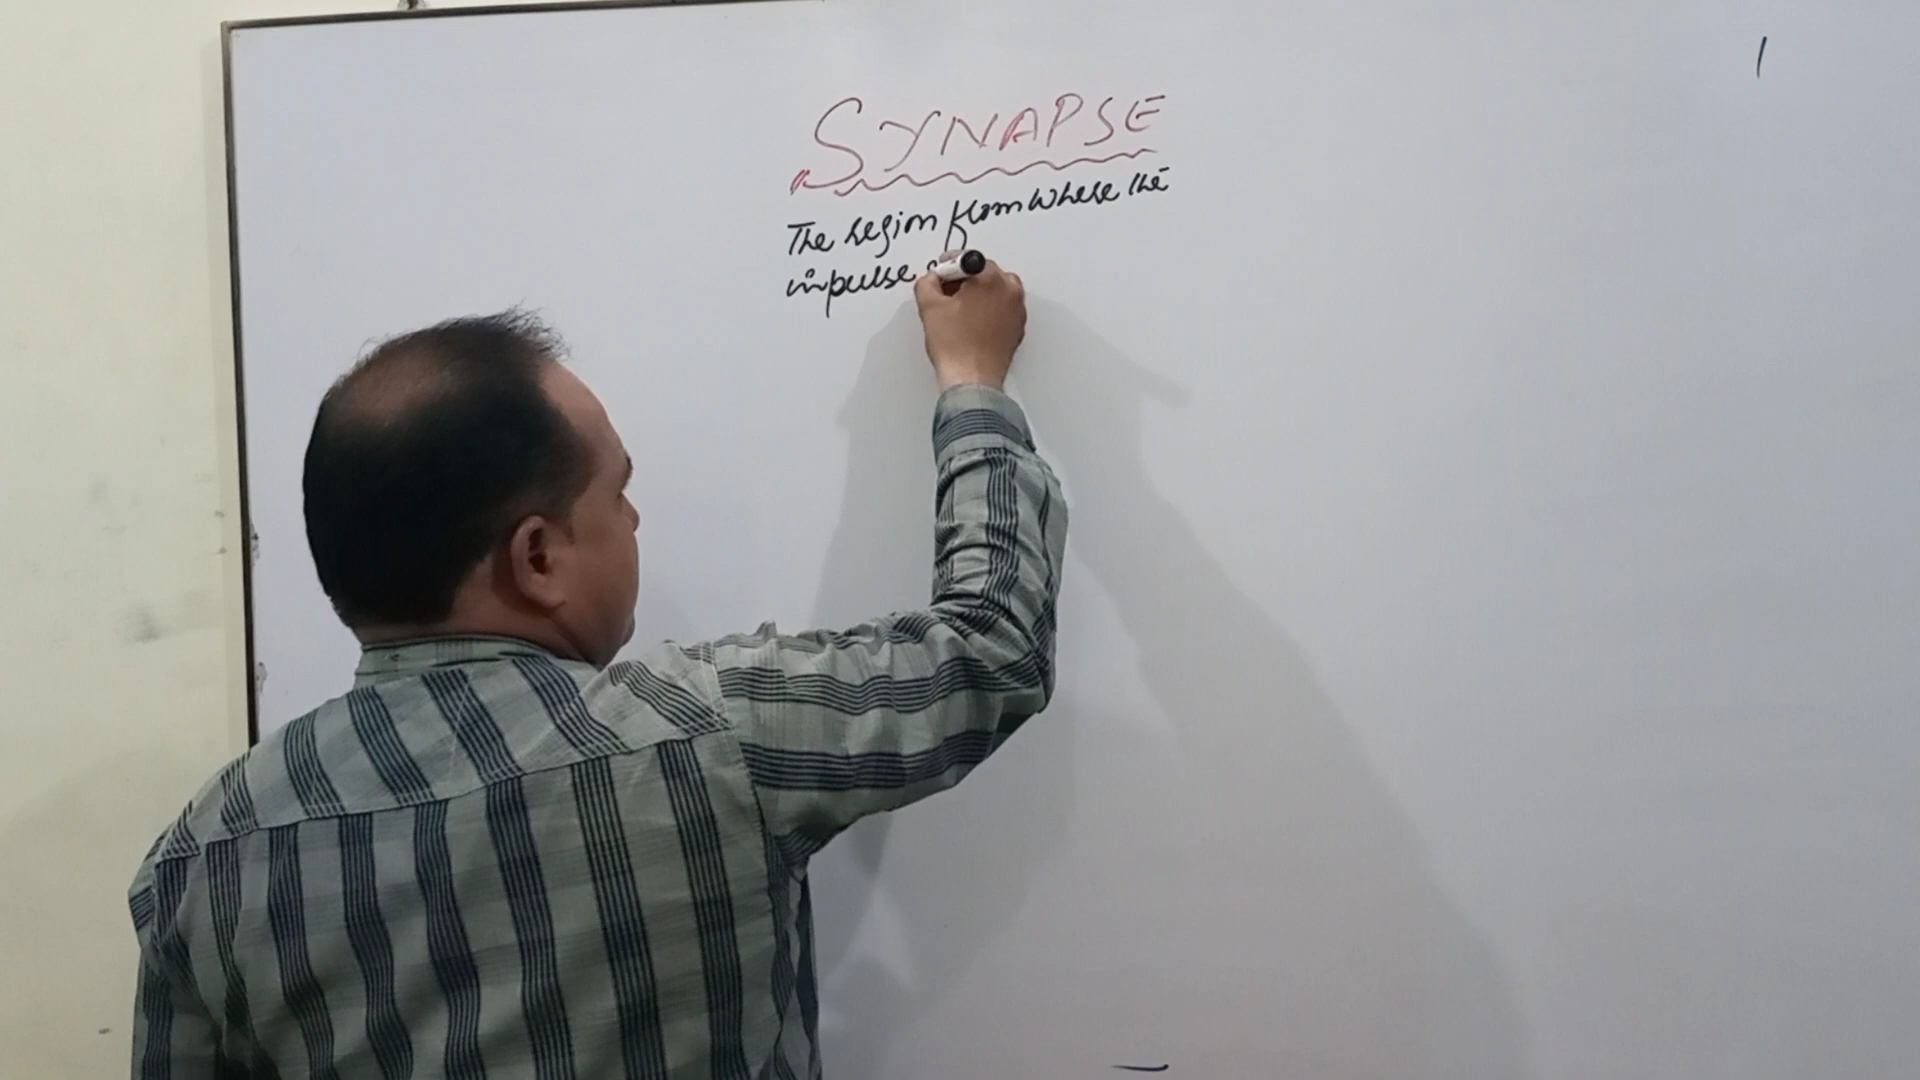 SYNAPSE
The region from where the
impulse